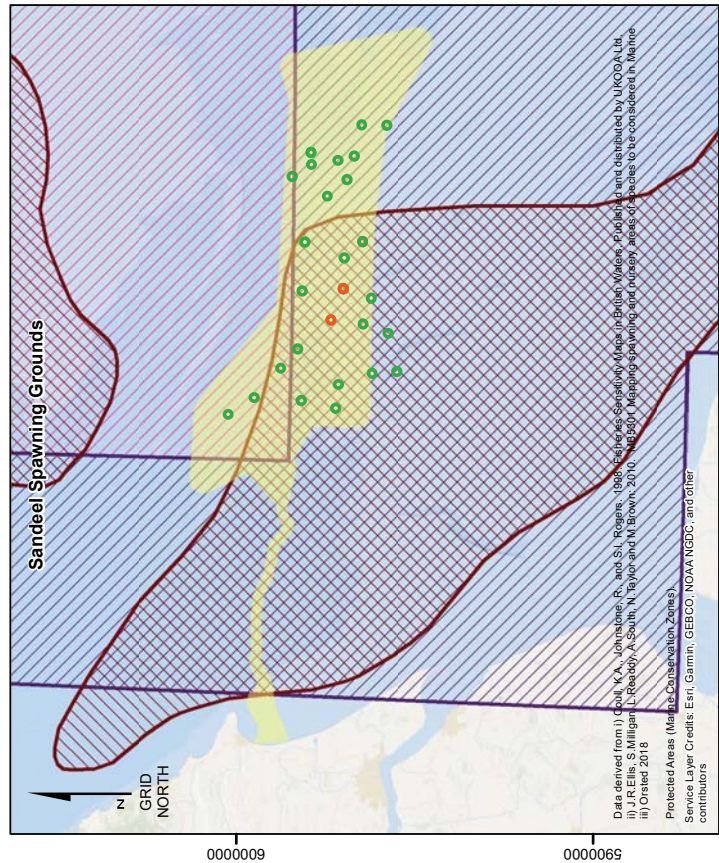 Sandeel Spawning Grounds
N
GRID
NORTH
Data derived from i) Coull, K.A., Johnstone, R., and S.I. Rogers. 1998. Fisheries Sensitivity Maps in British Waters. Published and distributed by UKOOA Ltd.
ii) J.R.Ellis, S.Milligan, L.Readdy, A.South, N.Taylor and M.Brown. 2010. MB5301 Mapping spawning and nursery areas of species to be considered in Marine
iii) Orsted 2018
Protected Areas (Marine Conservation Zones).
Service Layer Credits: Esri, Garmin, GEBCO, NOAA NGDC, and other
contributors
6000000
5900000